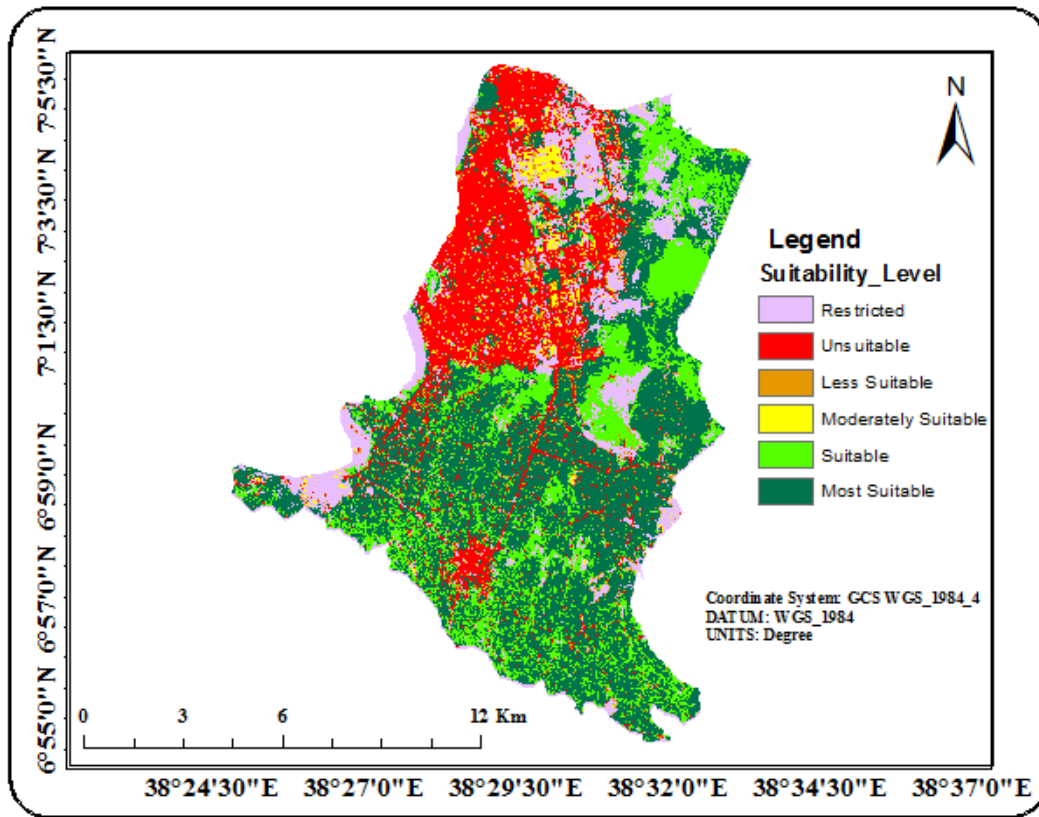 N
Legend
Suitability_Level
Restricted
Unsuitable
Less Suitable
Moderately Suitable
Suitable
Most Suitable
Coordinate System: GCS WGS_1984_4
DATUM: WGS_1984
UNITS: Degree
0 3 6 12 Km
7°5'30"N
7°3'30"N
7°1'30"N
6°59'0"N
6°57'0"N
6°55'0"N
38°24'30"E 38°27'0"E 38°29'30"E 38°32'0"E 38°34'30"E 38°37'0"E